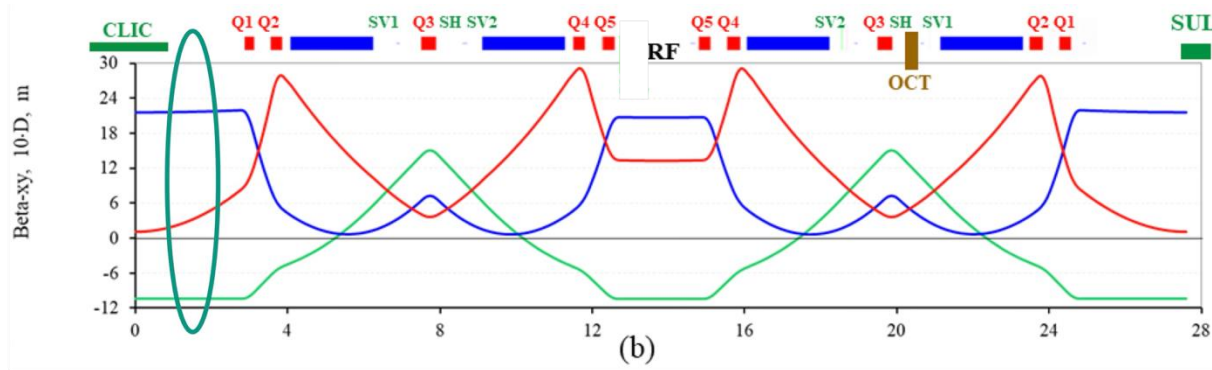 CLIC Q1 Q2 SV1 Q3 SH SV2 Q4 Q5 RF Q5 Q4 SV2 Q3 SH SV1 Q2 Q1 SUL
OCT
Beta-xy, 10·D, m
30
24
18
12
6
0
-6
-12
0 4 8 12 16 20 24 28
(b)